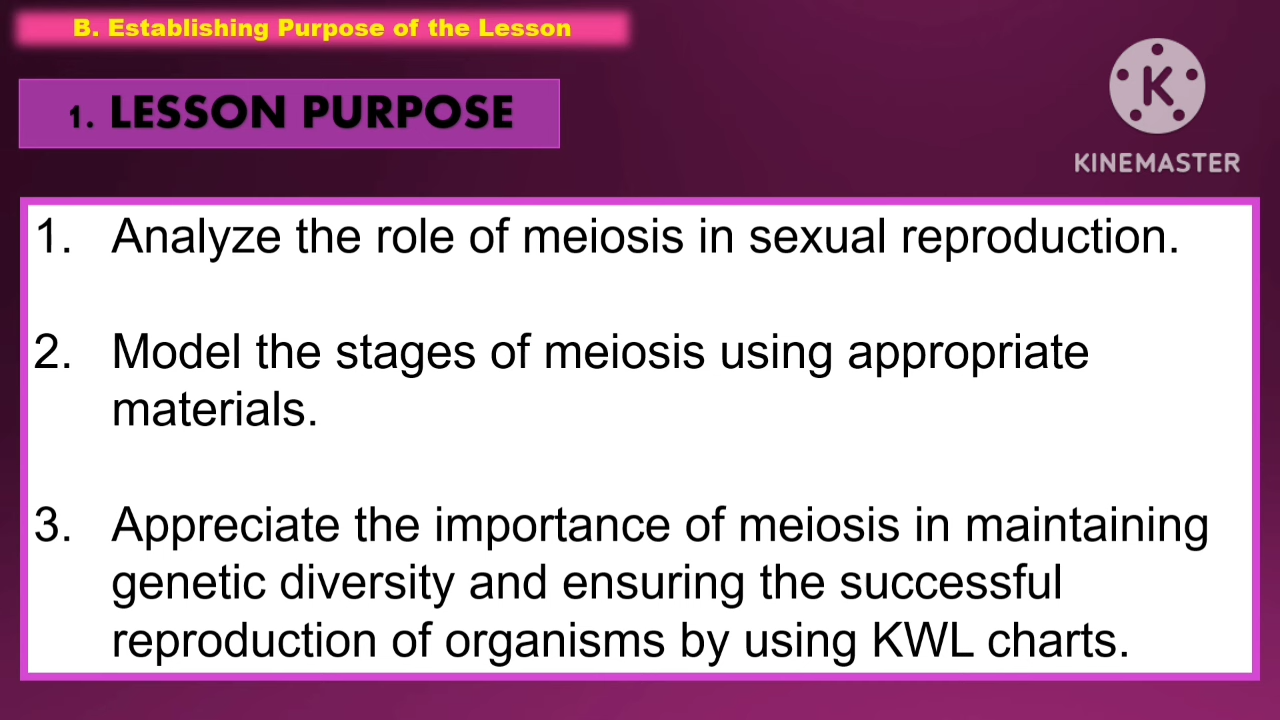 B. Establishing Purpose of the Lesson
1. LESSON PURPOSE
K
KINEMASTER
1. Analyze the role of meiosis in sexual reproduction.
2. Model the stages of meiosis using appropriate
materials.
3. Appreciate the importance of meiosis in maintaining
genetic diversity and ensuring the successful
reproduction of organisms by using KWL charts.